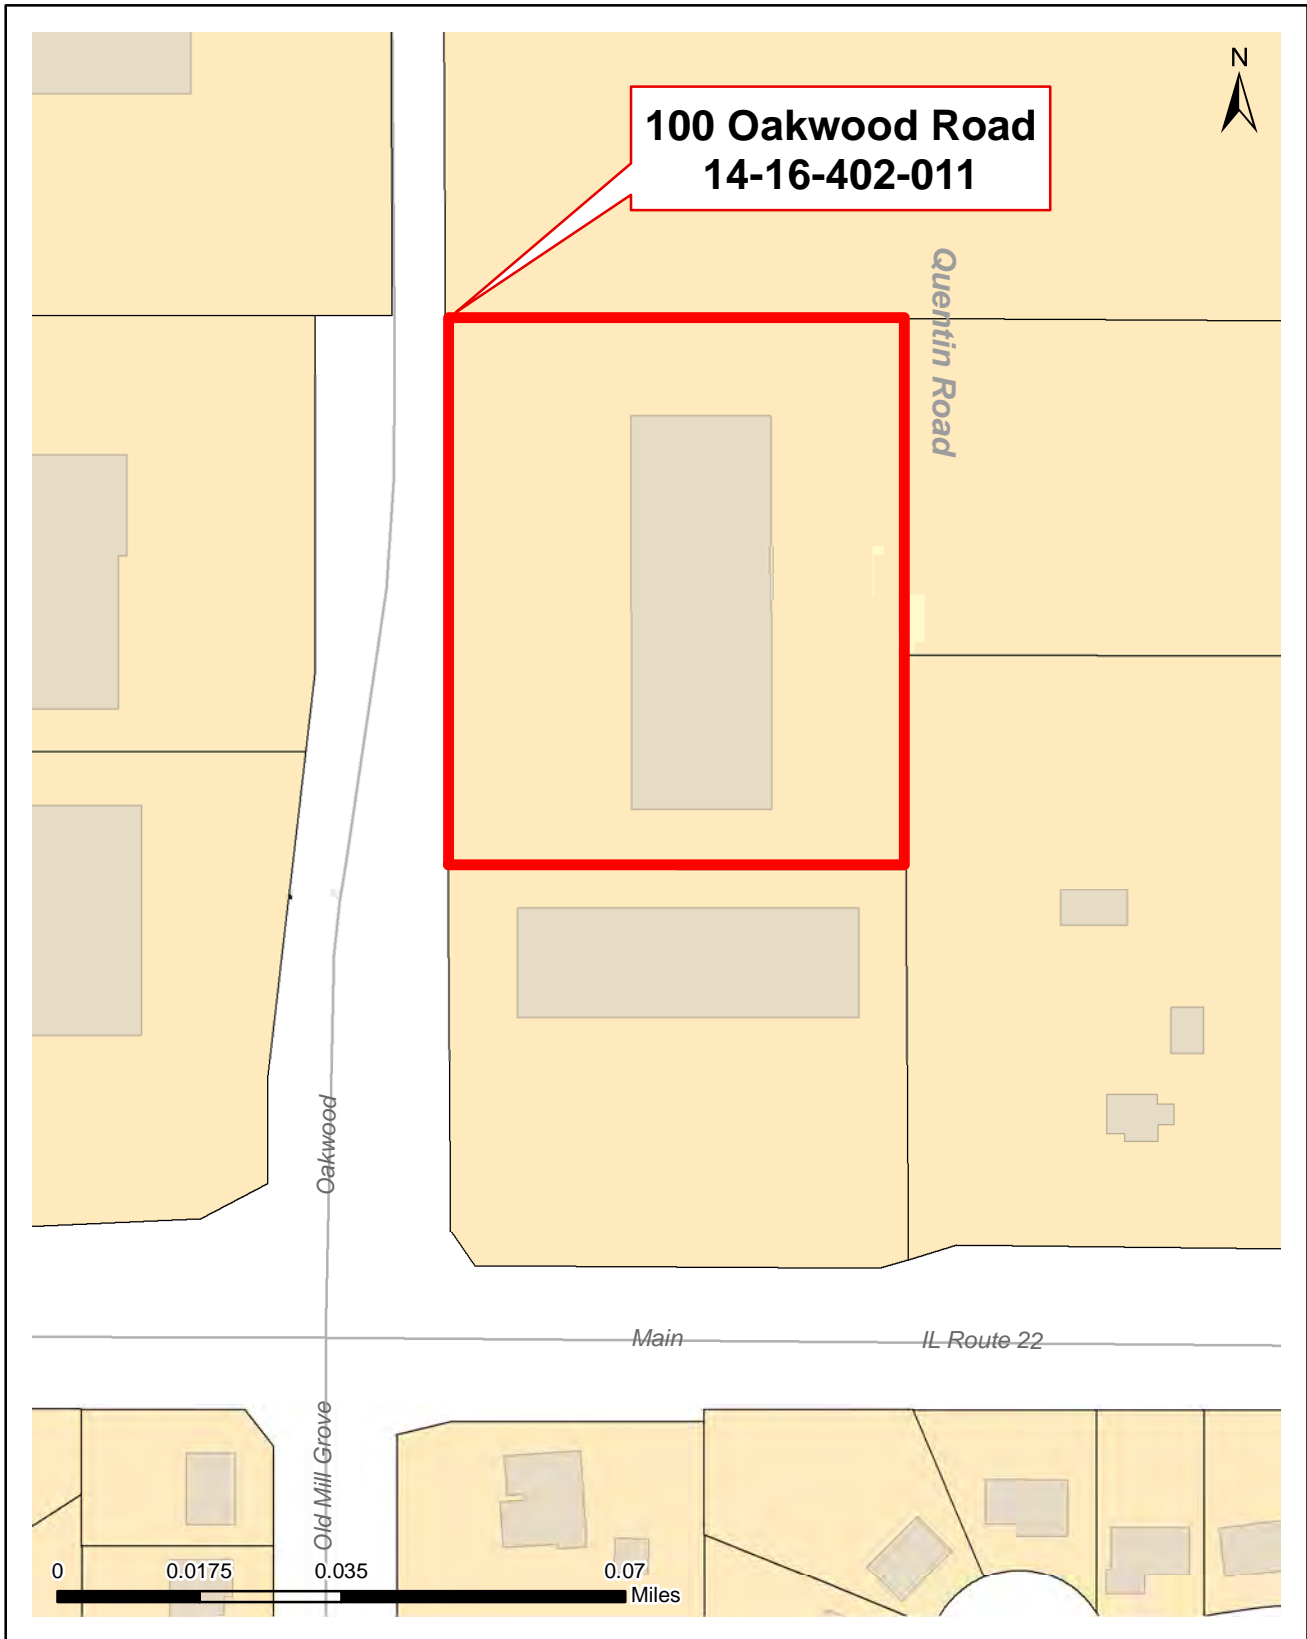 N
100 Oakwood Road
14-16-402-011
Quentin Road
Oakwood
Main
IL Route 22
Old Mill Grove
0 0.0175 0.035 0.07
Miles